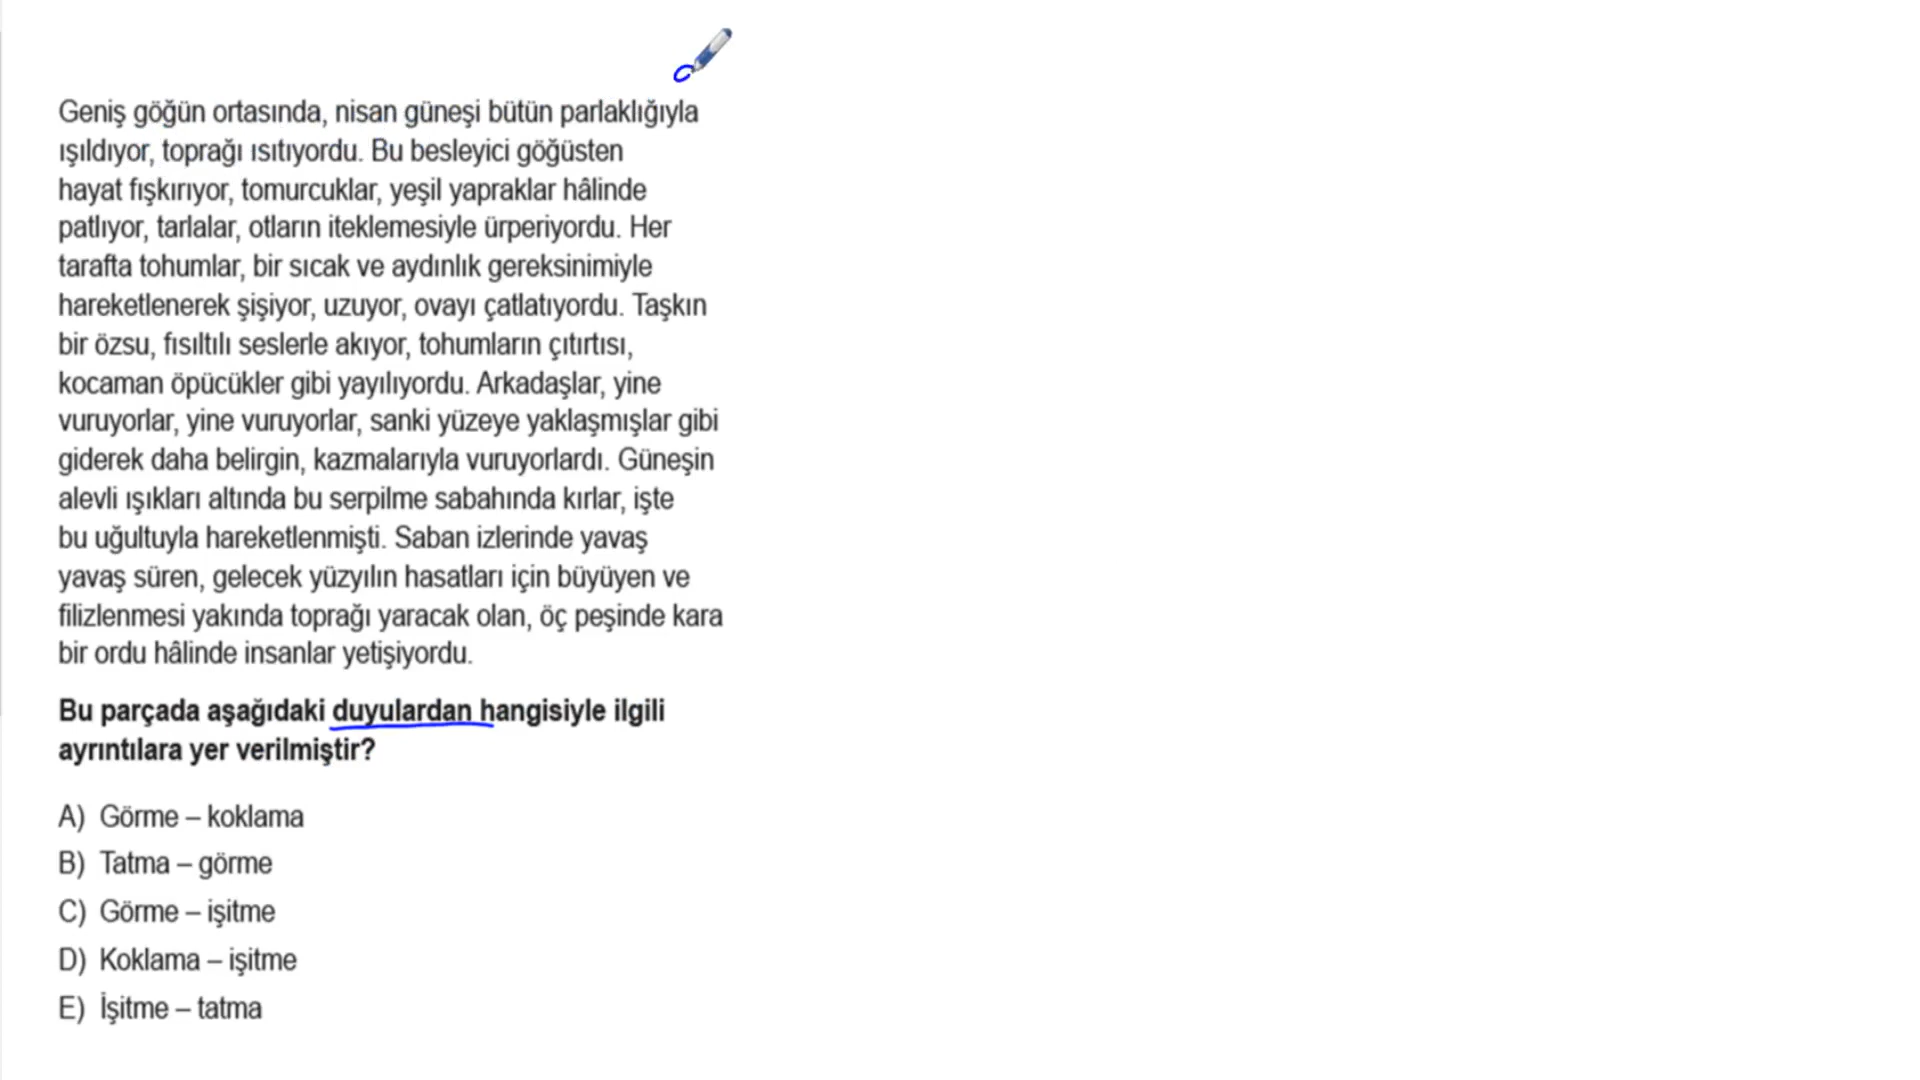 Geniş göğün ortasında, nisan güneşi bütün parlaklığıyla
ışıldıyor, toprağı ısıtıyordu. Bu besleyici göğüsten
hayat fışkırıyor, tomurcuklar, yeşil yapraklar hâlinde
patlıyor, tarlalar, otların iteklemesiyle ürperiyordu. Her
tarafta tohumlar, bir sıcak ve aydınlık gereksinimiyle
hareketlenerek şişiyor, uzuyor, ovayı çatlatıyordu. Taşkın
bir özsu, fısıltılı seslerle akıyor, tohumların çıtırtısı,
kocaman öpücükler gibi yayılıyordu. Arkadaşlar, yine
vuruyorlar, yine vuruyorlar, sanki yüzeye yaklaşmışlar gibi
giderek daha belirgin, kazmalarıyla vuruyorlardı. Güneşin
alevli ışıkları altında bu serpilme sabahında kırlar, işte
bu uğultuyla hareketlenmişti. Saban izlerinde yavaş
yavaş süren, gelecek yüzyılın hasatları için büyüyen ve
filizlenmesi yakında toprağı yaracak olan, öç peşinde kara
bir ordu hâlinde insanlar yetişiyordu.
Bu parçada aşağıdaki duyulardan hangisiyle ilgili
ayrıntılara yer verilmiştir?
A) Görme – koklama
B) Tatma – görme
C) Görme – işitme
D) Koklama – işitme
E) İşitme – tatma